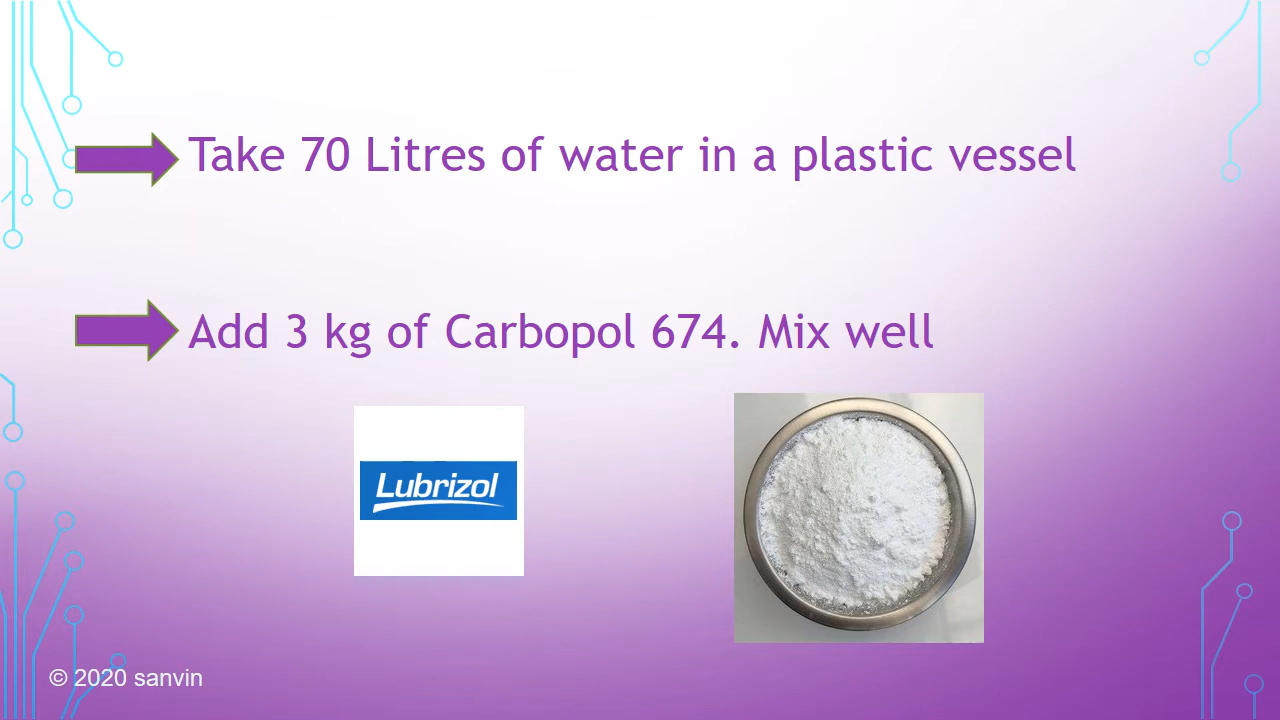 Take 70 Litres of water in a plastic vessel
Add 3 kg of Carbopol 674. Mix well
Lubrizol
© 2020 sanvin